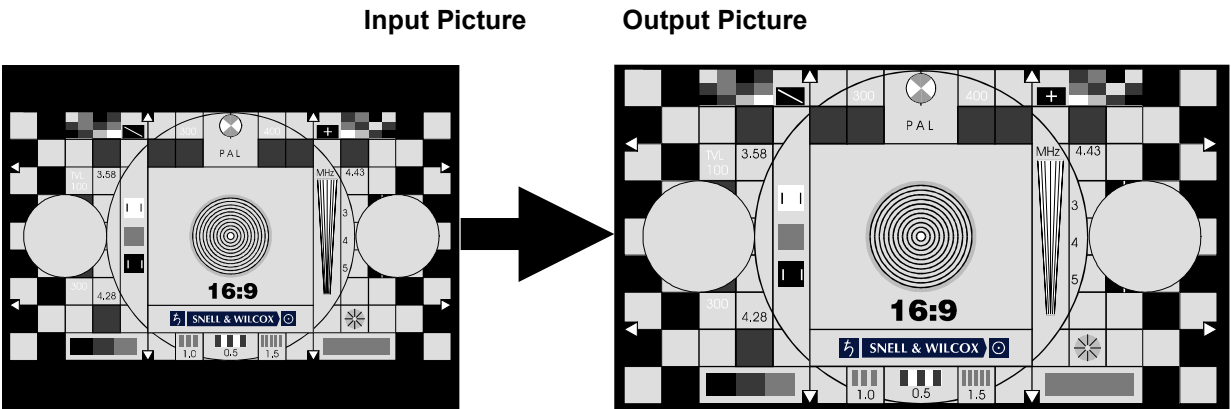 Input Picture Output Picture
300 400
PAL
TVL
100
3.58
MHz
4.43
3
4
5
300
4.28
16:9
ち SNELL & WILCOX
1.0 0.5 1.5
300 400
PAL
TVL
100
3.58
MHz
4.43
3
4
5
300
4.28
16:9
ち SNELL & WILCOX
1.0 0.5 1.5